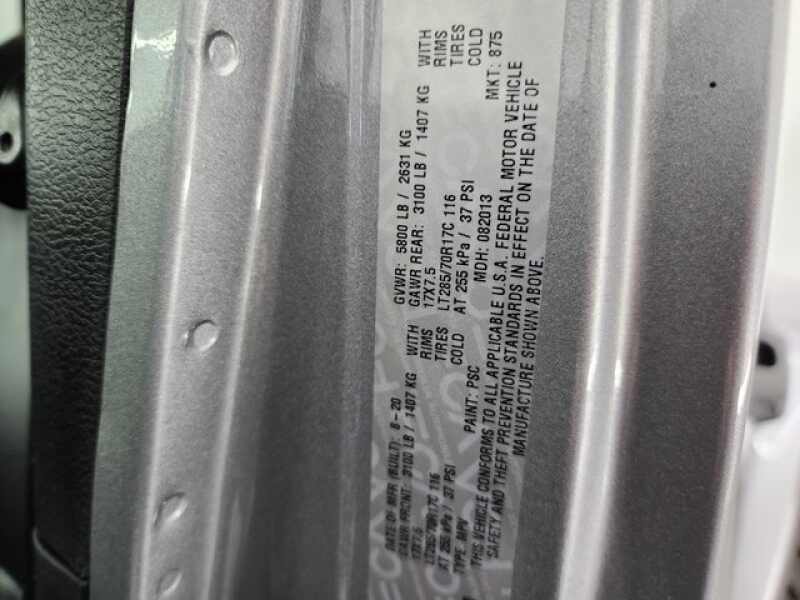 DATE OF MFR (BUILT): 8-20 GVWR: 5800 LB / 2631 KG
GAWR FRONT: 3100 LB / 1407 KG WITH GAWR REAR: 3100 LB / 1407 KG WITH
17X7.5 RIMS 17X7.5 RIMS
LT285/70R17C 116 TIRES LT285/70R17C 116 TIRES
AT 255 kPa / 37 PSI COLD AT 255 kPa / 37 PSI COLD
TYPE: MPV PAINT: PSC MDH: 082013 MKT: 875
THIS VEHICLE CONFORMS TO ALL APPLICABLE U.S.A. FEDERAL MOTOR VEHICLE
SAFETY AND THEFT PREVENTION STANDARDS IN EFFECT ON THE DATE OF
MANUFACTURE SHOWN ABOVE.